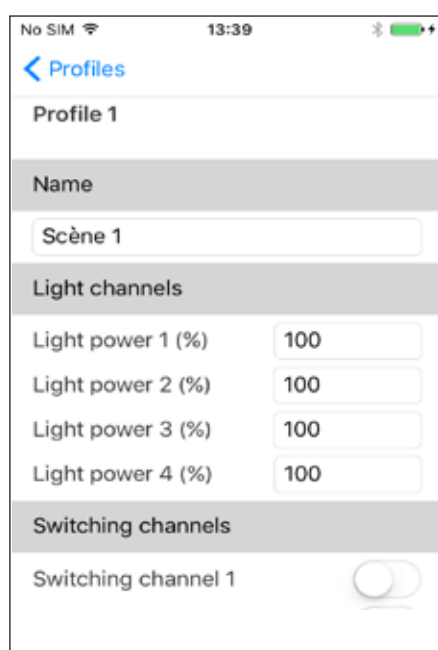 No SIM 13:39
Profiles
Profile 1
Name
Scène 1
Light channels
Light power 1 (%) 100
Light power 2 (%) 100
Light power 3 (%) 100
Light power 4 (%) 100
Switching channels
Switching channel 1